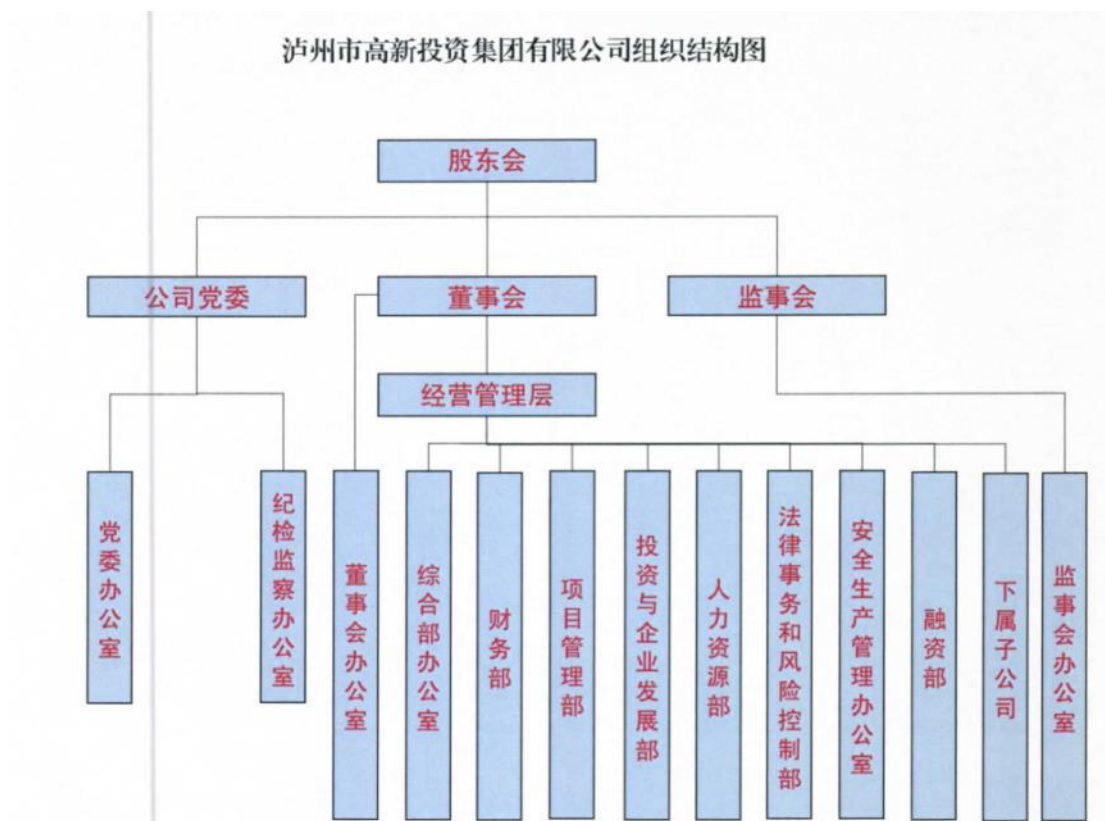 泸州市高新投资集团有限公司组织结构图
股东会
公司党委
董事会
监事会
经营管理层
党委办公室
纪检监察办公室
董事会办公室
综合部办公室
财务部
项目管理部
投资与企业发展部
人力资源部
法律事务和风险控制部
安全生产管理办公室
融资部
下属子公司
监事会办公室